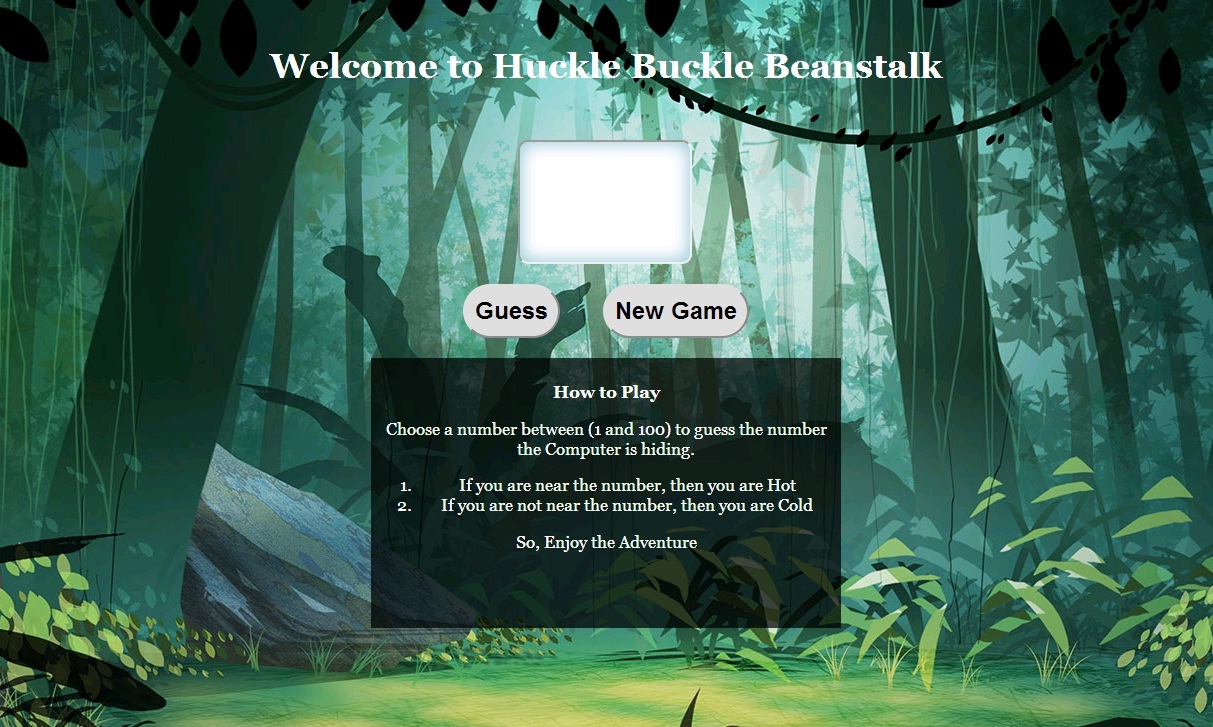 Welcome to Huckle Buckle Beanstalk
Guess
New Game
How to Play
Choose a number between (1 and 100) to guess the number
the Computer is hiding.
1. If you are near the number, then you are Hot
2. If you are not near the number, then you are Cold
So, Enjoy the Adventure